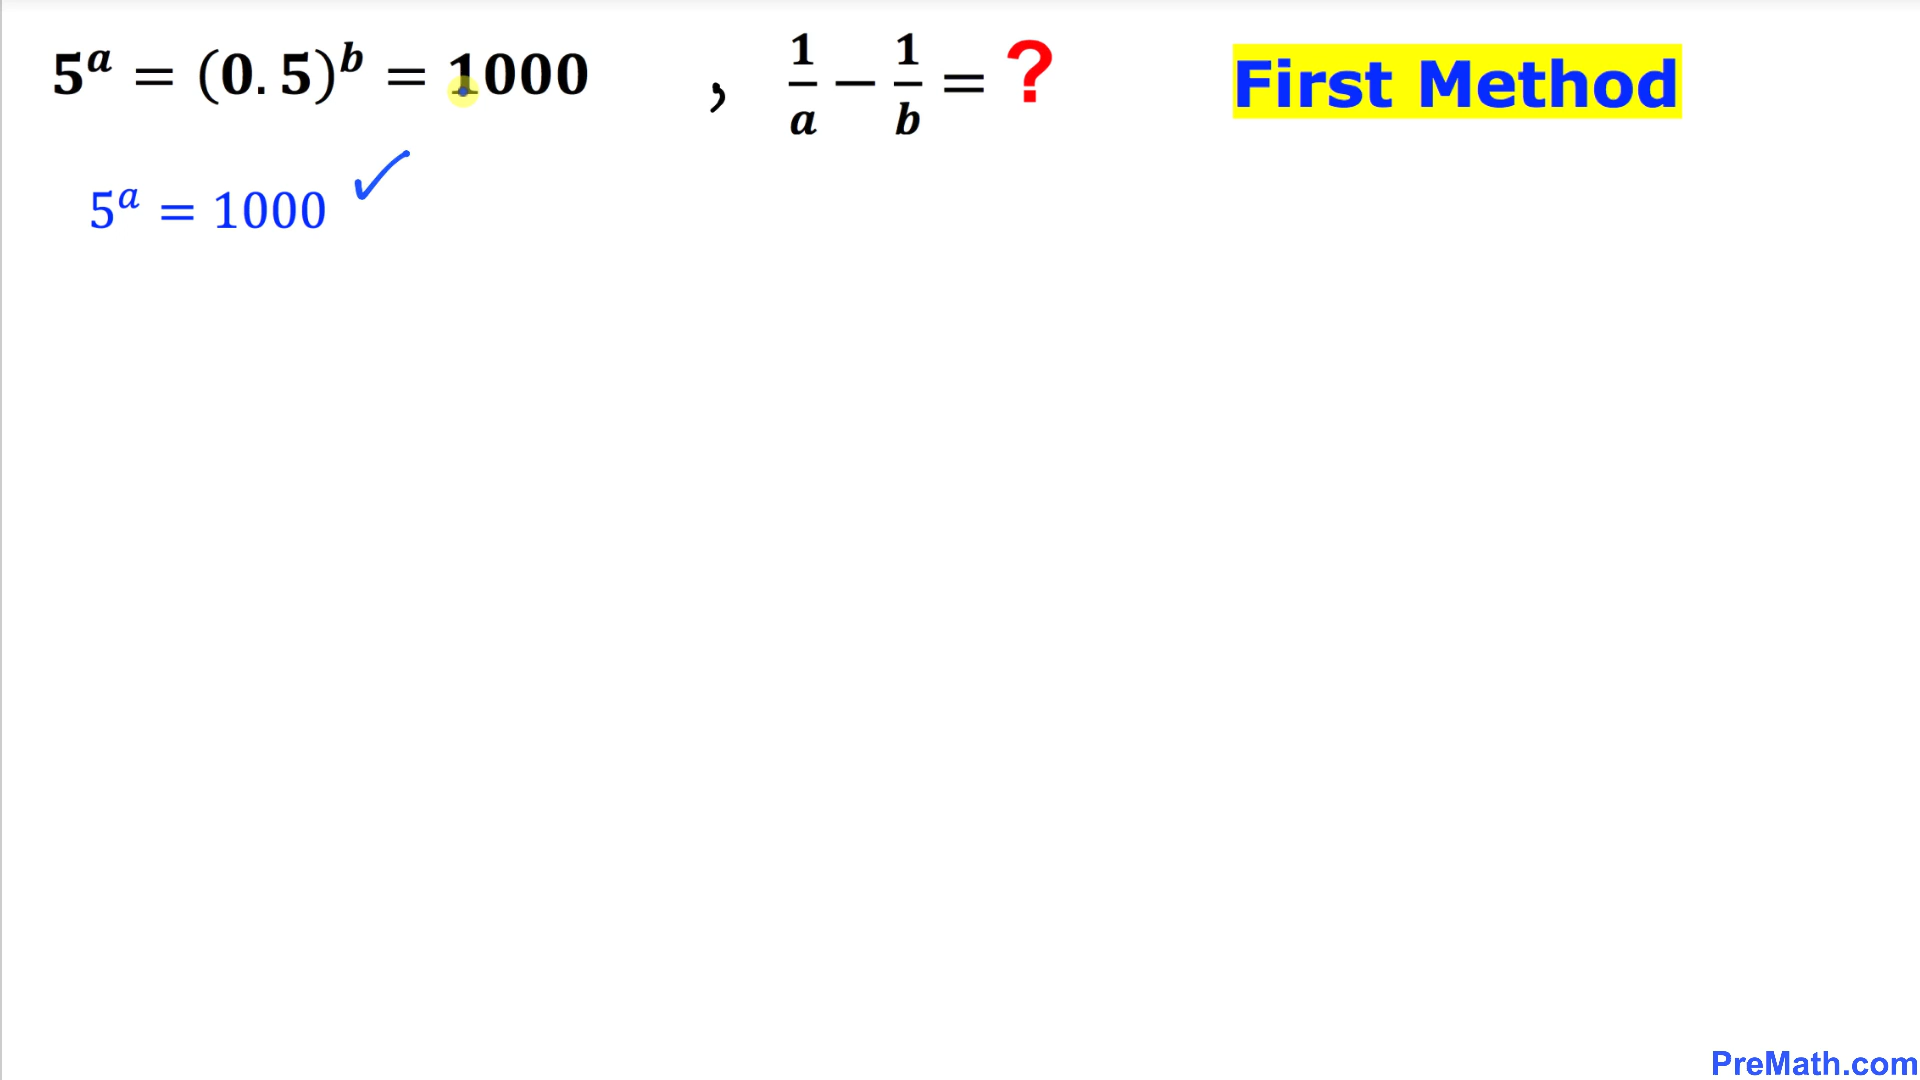 5^a = (0.5)^b = 1000 , 1/a − 1/b = ? First Method
5^a = 1000 ✓
PreMath.com